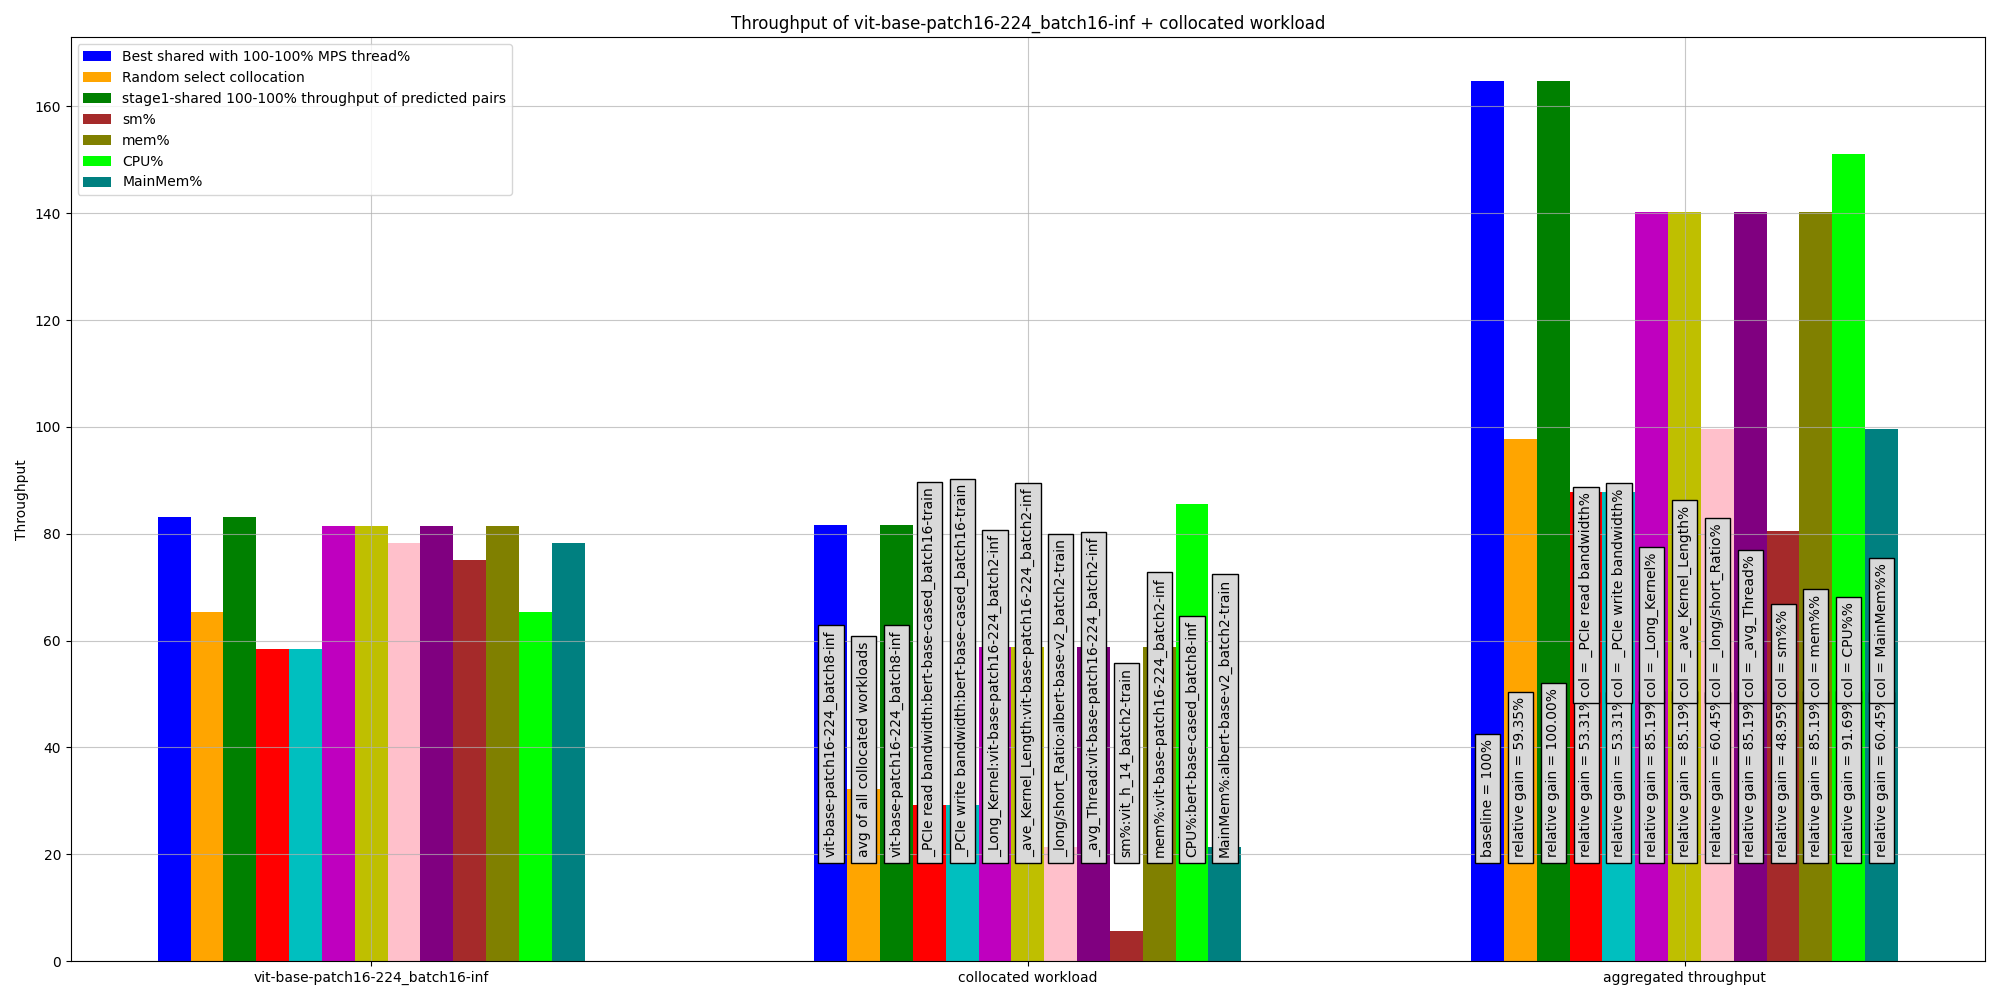 Throughput of vit-base-patch16-224_batch16-inf + collocated workload
Best shared with 100-100% MPS thread%
Random select collocation
stage1-shared 100-100% throughput of predicted pairs
sm%
mem%
CPU%
MainMem%
Throughput
160
140
120
100
80
60
40
20
0
vit-base-patch16-224_batch8-inf
avg of all collocated workloads
vit-base-patch16-224_batch8-inf
_PCIe read bandwidth:bert-base-cased_batch16-train
_PCIe write bandwidth:bert-base-cased_batch16-train
_Long_Kernel:vit-base-patch16-224_batch2-inf
_ave_Kernel_Length:vit-base-patch16-224_batch2-inf
_long/short_Ratio:albert-base-v2_batch2-train
_avg_Thread:vit-base-patch16-224_batch2-inf
sm%:vit_h_14_batch2-train
mem%:vit-base-patch16-224_batch2-inf
CPU%:bert-base-cased_batch8-inf
MainMem%:albert-base-v2_batch2-train
baseline = 100%
relative gain = 59.35%
relative gain = 100.00%
relative gain = 53.31%
col = _PCIe read bandwidth%
relative gain = 53.31%
col = _PCIe write bandwidth%
relative gain = 85.19%
col = _Long_Kernel%
relative gain = 85.19%
col = _ave_Kernel_Length%
relative gain = 60.45%
col = _long/short_Ratio%
relative gain = 85.19%
col = _avg_Thread%
relative gain = 48.95%
col = sm%%
relative gain = 85.19%
col = mem%%
relative gain = 91.69%
col = CPU%%
relative gain = 60.45%
col = MainMem%%
vit-base-patch16-224_batch16-inf
collocated workload
aggregated throughput